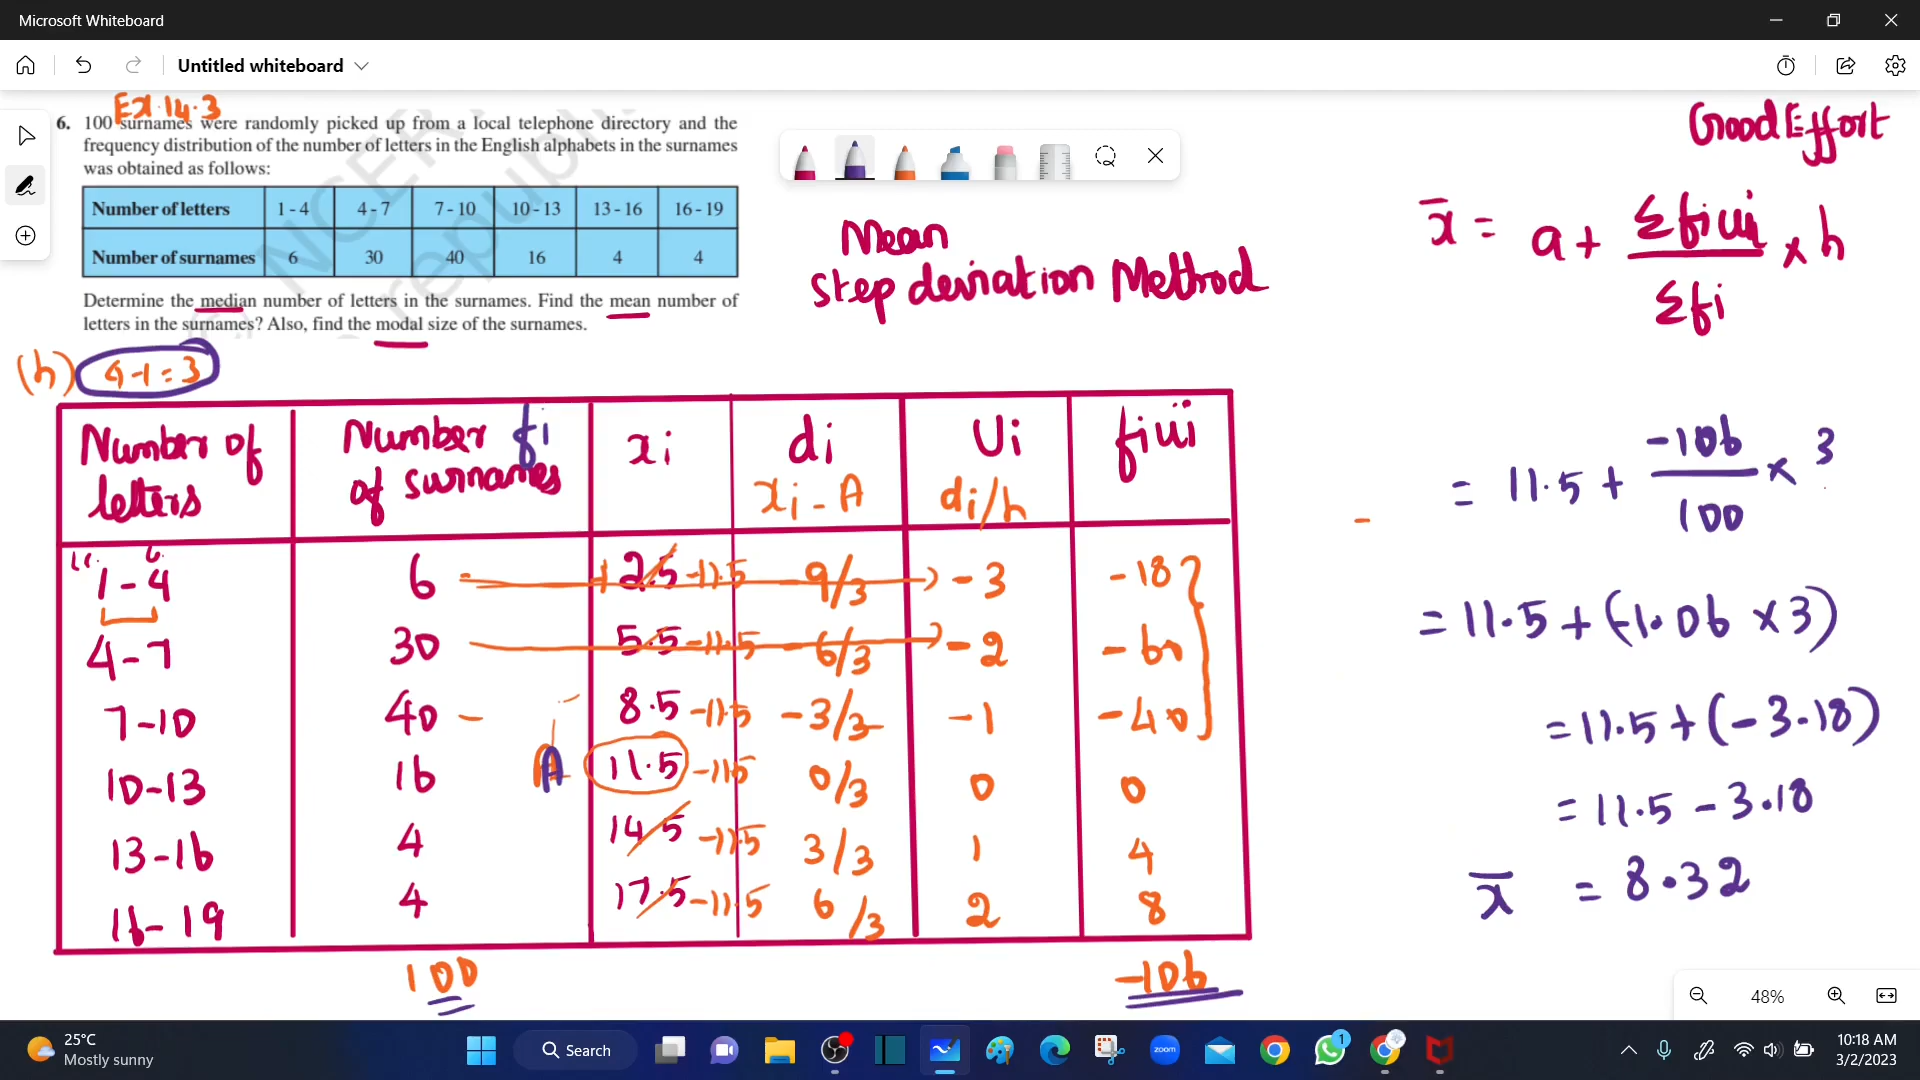 Microsoft Whiteboard
Untitled whiteboard
Ex 14.3
6. 100 surnames were randomly picked up from a local telephone directory and the
frequency distribution of the number of letters in the English alphabets in the surnames
was obtained as follows:
Number of letters 1 - 4 4 - 7 7 - 10 10 - 13 13 - 16 16 - 19
Number of surnames 6 30 40 16 4 4
Determine the median number of letters in the surnames. Find the mean number of
letters in the surnames? Also, find the modal size of the surnames.
Good Effort
Mean
Step deviation Method
x̄ = a + Σfiui / Σfi × h
(h) 4-1=3
Number of letters Number of surnames fi xi di xi - A Ui di/h fiui
1-4 6 2.5 -11.5 -9/3 -3 -18
4-7 30 5.5 -11.5 -6/3 -2 -60
7-10 40 8.5 -11.5 -3/3 -1 -40
10-13 16 A 11.5 -11.5 0/3 0 0
13-16 4 14.5 -11.5 3/3 1 4
16-19 4 17.5 -11.5 6/3 2 8
100 -106
= 11.5 + -106/100 × 3
= 11.5 + (-1.06 × 3)
= 11.5 + (-3.18)
= 11.5 - 3.18
x̄ = 8.32
48%
25°C
Mostly sunny
Search
zoom
1
10:18 AM
3/2/2023